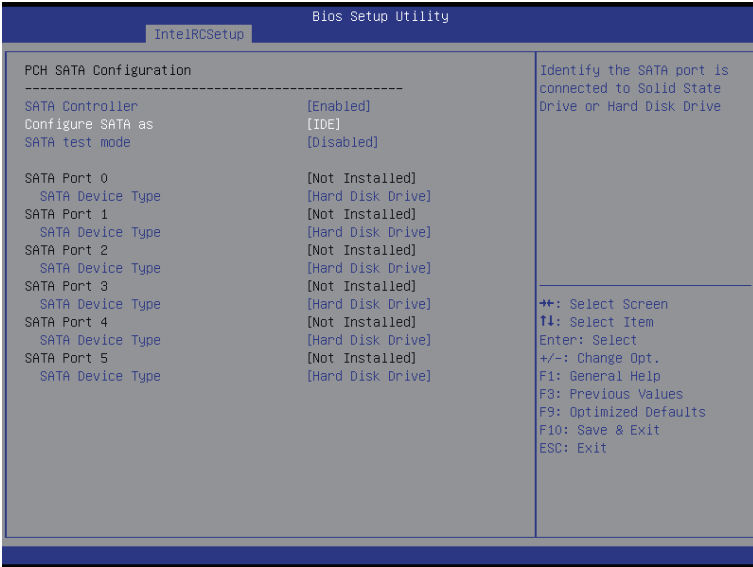 Bios Setup Utility
IntelRCSetup
PCH SATA Configuration
--------------------------------------------------
SATA Controller [Enabled]
Configure SATA as [IDE]
SATA test mode [Disabled]
SATA Port 0 [Not Installed]
SATA Device Type [Hard Disk Drive]
SATA Port 1 [Not Installed]
SATA Device Type [Hard Disk Drive]
SATA Port 2 [Not Installed]
SATA Device Type [Hard Disk Drive]
SATA Port 3 [Not Installed]
SATA Device Type [Hard Disk Drive]
SATA Port 4 [Not Installed]
SATA Device Type [Hard Disk Drive]
SATA Port 5 [Not Installed]
SATA Device Type [Hard Disk Drive]
Identify the SATA port is
connected to Solid State
Drive or Hard Disk Drive
→←: Select Screen
↑↓: Select Item
Enter: Select
+/-: Change Opt.
F1: General Help
F3: Previous Values
F9: Optimized Defaults
F10: Save & Exit
ESC: Exit